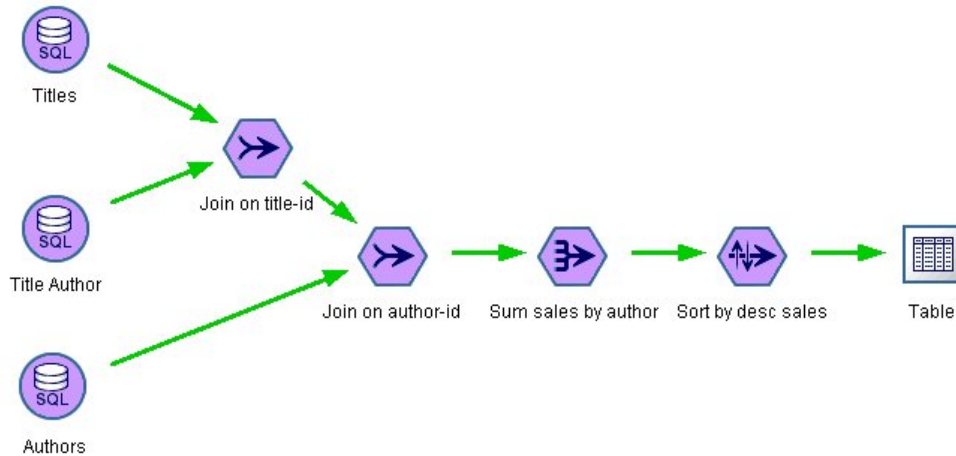 SQL
Titles
Join on title-id
SQL
Title Author
Join on author-id
Sum sales by author
Sort by desc sales
Table
SQL
Authors